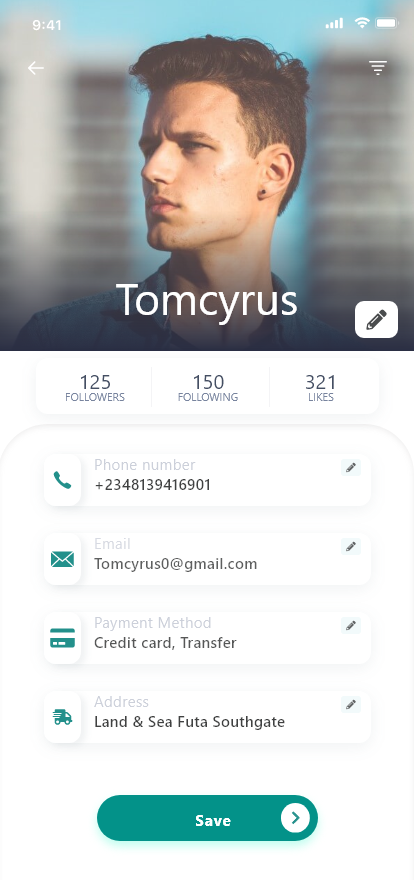 9:41
Tomcyrus
125 150 321
FOLLOWERS FOLLOWING LIKES
Phone number
+2348139416901
Email
Tomcyrus0@gmail.com
Payment Method
Credit card, Transfer
Address
Land & Sea Futa Southgate
Save